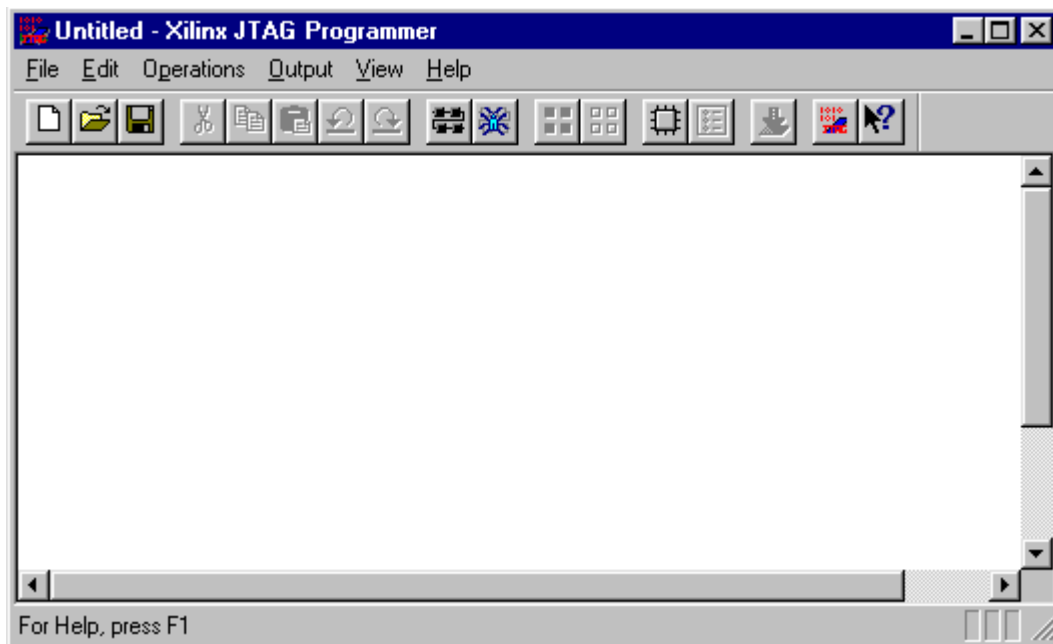 Untitled - Xilinx JTAG Programmer
File Edit Operations Output View Help
For Help, press F1